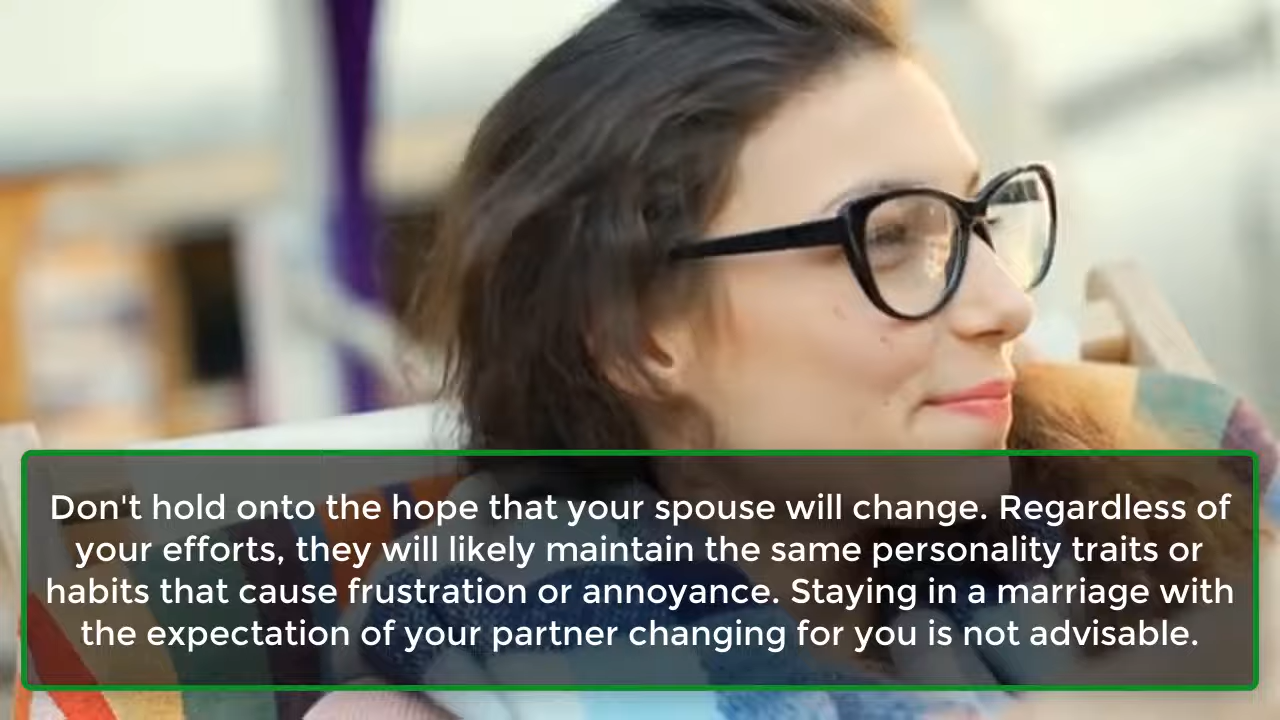 Don't hold onto the hope that your spouse will change. Regardless of
your efforts, they will likely maintain the same personality traits or
habits that cause frustration or annoyance. Staying in a marriage with
the expectation of your partner changing for you is not advisable.